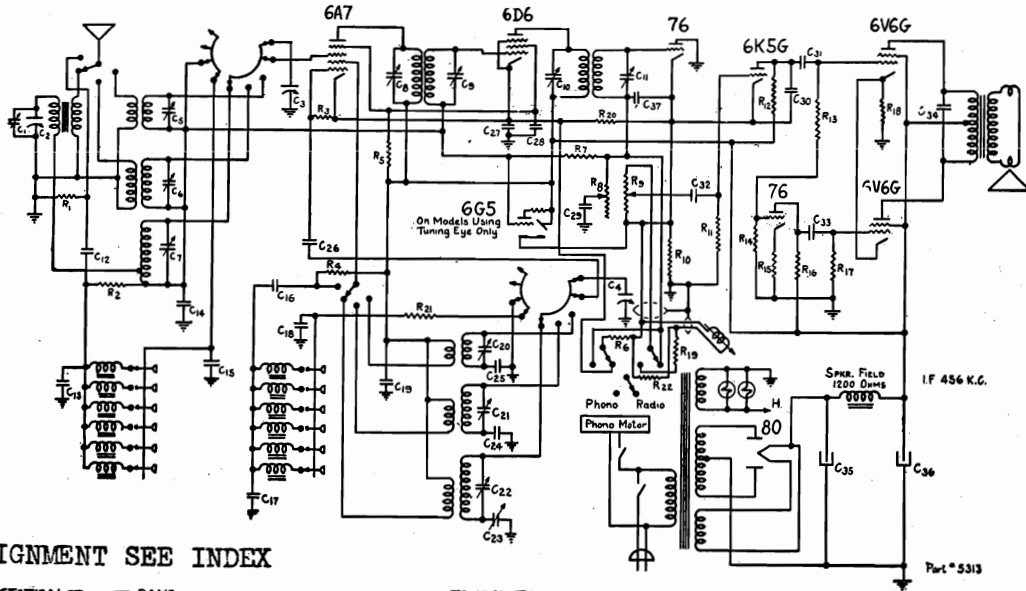 6A7
6D6
76
6K5G
6V6G
C31
C1
C2
C5
C3
C8
C9
C10
C11
C37
R3
R12
C30
R13
R18
C34
C6
C27
C28
R20
R5
R7
R1
R8
R9
C32
C29
6G5
On Models Using
Tuning Eye Only
76
6V6G
C33
C7
C12
C26
R11
R14
R15
R16
R17
R10
R2
R4
C16
C4
C14
C18
R21
C15
C20
C25
R6
R19
R22
C13
C19
C21
C24
Phono
Radio
Phono Motor
H.
80
SPKR. FIELD
1200 OHMS
I.F 456 K.C.
C22
C23
C17
C35
C36
IGNMENT SEE INDEX
Part # 5313